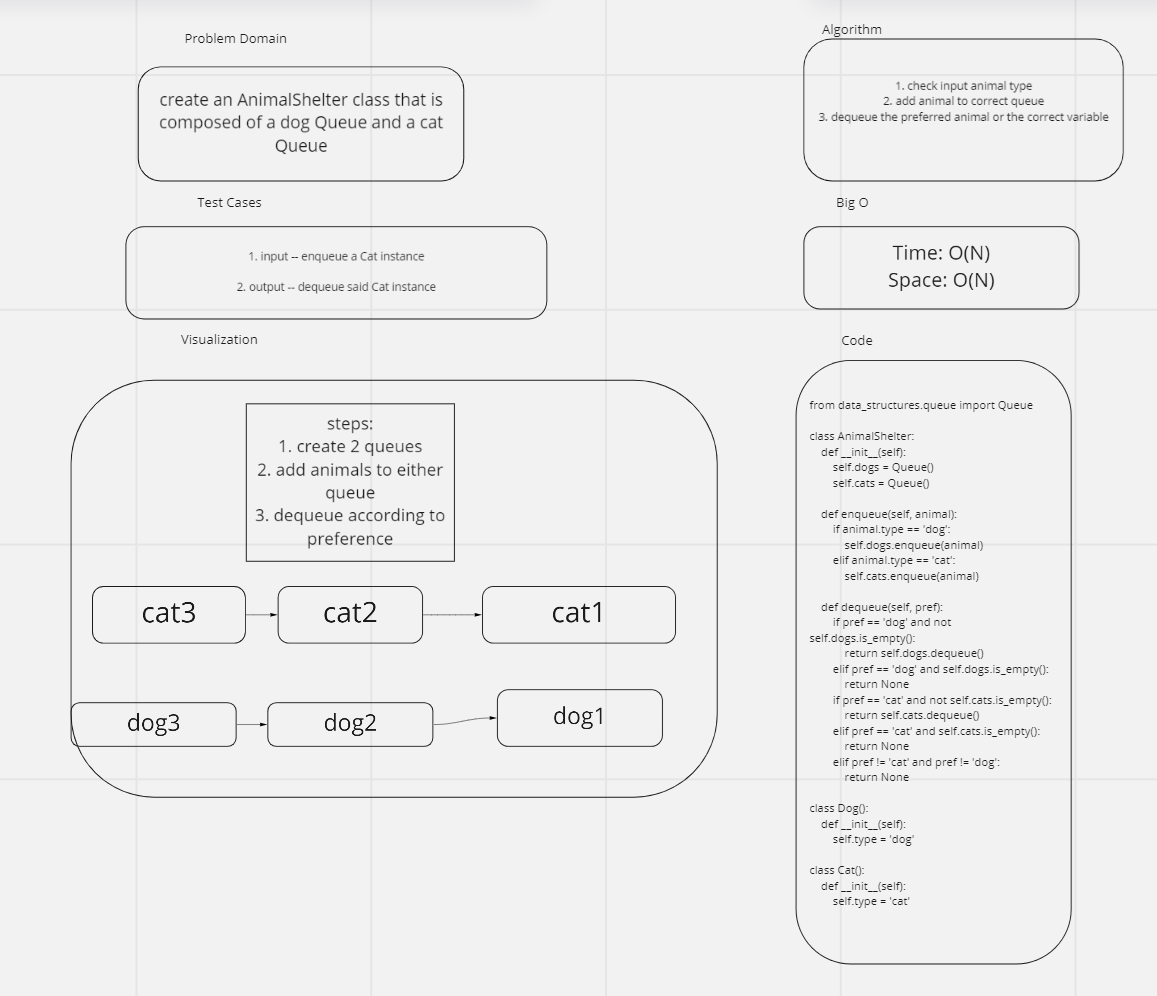 Problem Domain
create an AnimalShelter class that is
composed of a dog Queue and a cat
Queue
Test Cases
1. input -- enqueue a Cat instance
2. output -- dequeue said Cat instance
Visualization
steps:
1. create 2 queues
2. add animals to either
queue
3. dequeue according to
preference
cat3
cat2
cat1
dog3
dog2
dog1
Algorithm
1. check input animal type
2. add animal to correct queue
3. dequeue the preferred animal or the correct variable
Big O
Time: O(N)
Space: O(N)
Code
from data_structures.queue import Queue
class AnimalShelter:
def __init__(self):
self.dogs = Queue()
self.cats = Queue()
def enqueue(self, animal):
if animal.type == 'dog':
self.dogs.enqueue(animal)
elif animal.type == 'cat':
self.cats.enqueue(animal)
def dequeue(self, pref):
if pref == 'dog' and not
self.dogs.is_empty():
return self.dogs.dequeue()
elif pref == 'dog' and self.dogs.is_empty():
return None
if pref == 'cat' and not self.cats.is_empty():
return self.cats.dequeue()
elif pref == 'cat' and self.cats.is_empty():
return None
elif pref != 'cat' and pref != 'dog':
return None
class Dog():
def __init__(self):
self.type = 'dog'
class Cat():
def __init__(self):
self.type = 'cat'